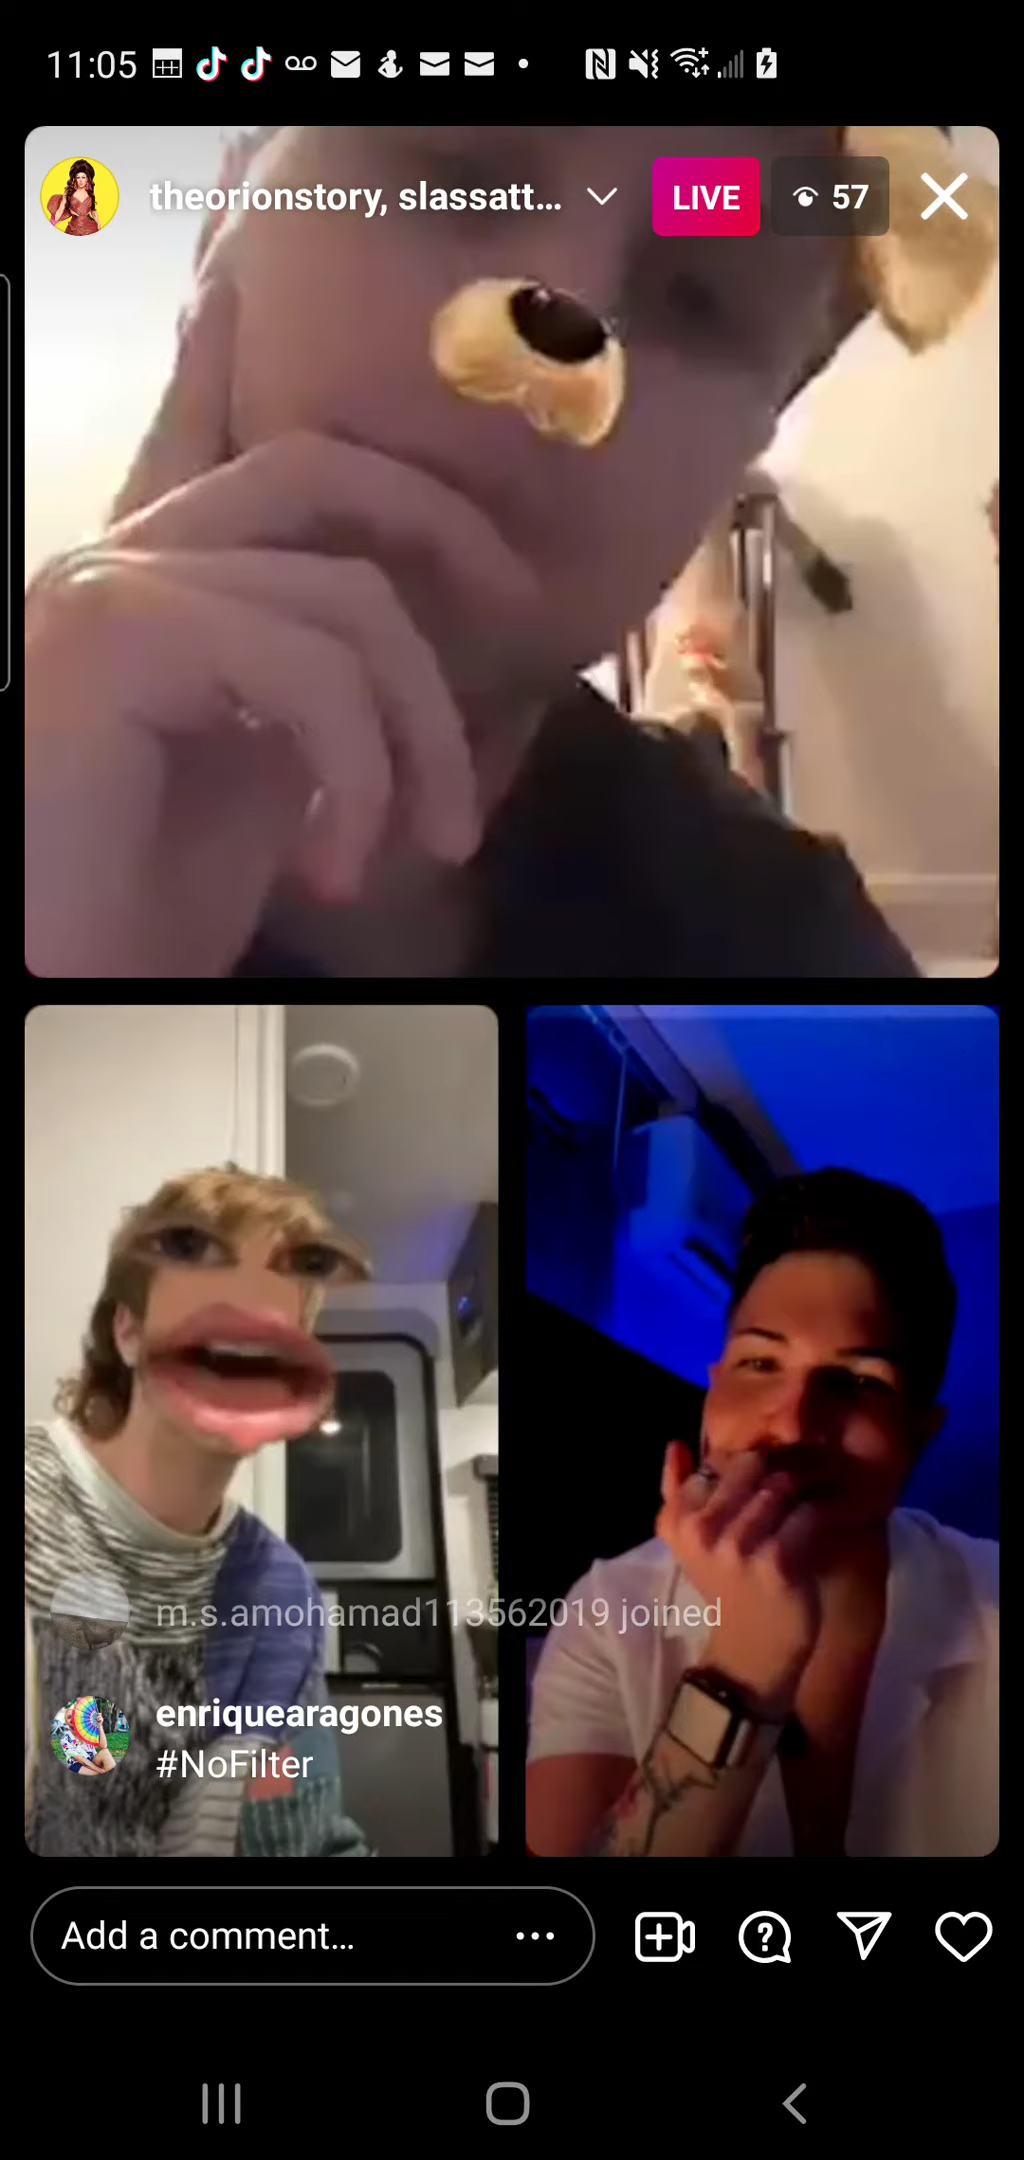 11:05
theorionstory, slassatt...
LIVE
57
m.s.amohamad113562019 joined
enriquearagones
#NoFilter
Add a comment...